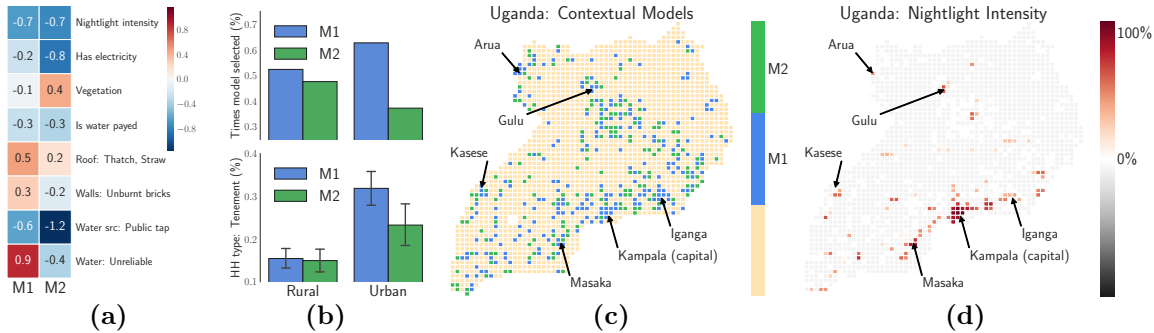 -0.7 -0.7 Nightlight intensity
-0.2 -0.8 Has electricity
-0.1 0.4 Vegetation
-0.3 -0.3 Is water payed
0.5 0.2 Roof: Thatch, Straw
0.3 -0.2 Walls: Unburnt bricks
-0.6 -1.2 Water src: Public tap
0.9 -0.4 Water: Unreliable
M1 M2
0.8
0.4
0.0
-0.4
-0.8
(a)
Times model selected (%)
0.7
0.6
0.5
0.4
0.3
M1
M2
HH type: Tenement (%)
0.4
0.3
0.2
0.1
M1
M2
Rural Urban
(b)
Uganda: Contextual Models
Arua
Gulu
Kasese
Iganga
Kampala (capital)
Masaka
M2
M1
(c)
Uganda: Nightlight Intensity
Arua
Gulu
Kasese
Iganga
Kampala (capital)
Masaka
100%
0%
(d)